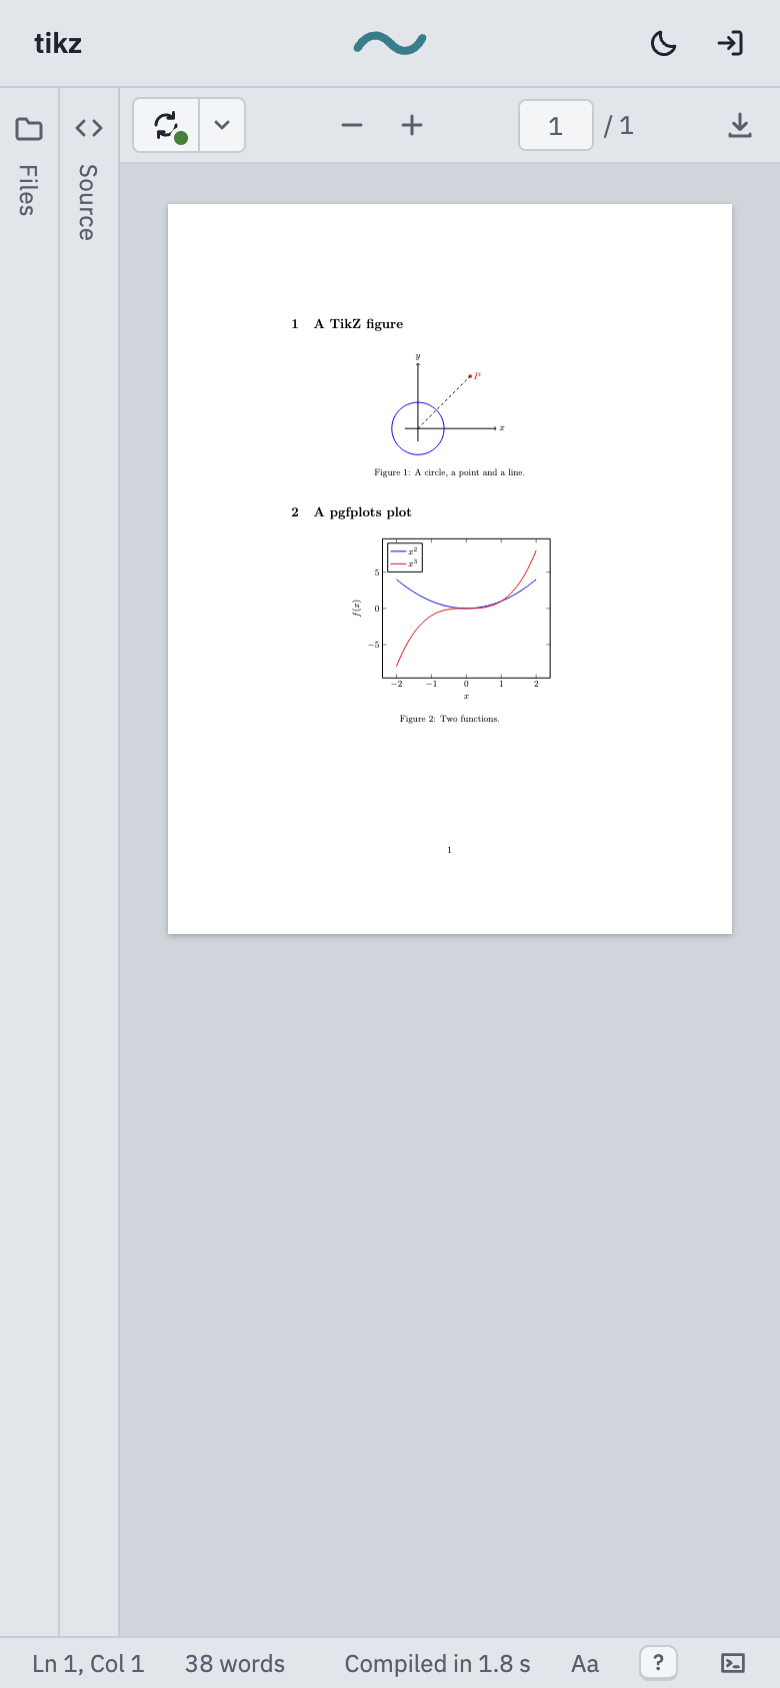 tikz
Files
Source
1 / 1
1 A TikZ figure
y
P
x
Figure 1: A circle, a point and a line.
2 A pgfplots plot
x²
x³
5
0
−5
f(x)
−2 −1 0 1 2
x
Figure 2: Two functions.
1
Ln 1, Col 1 38 words Compiled in 1.8 s Aa ?